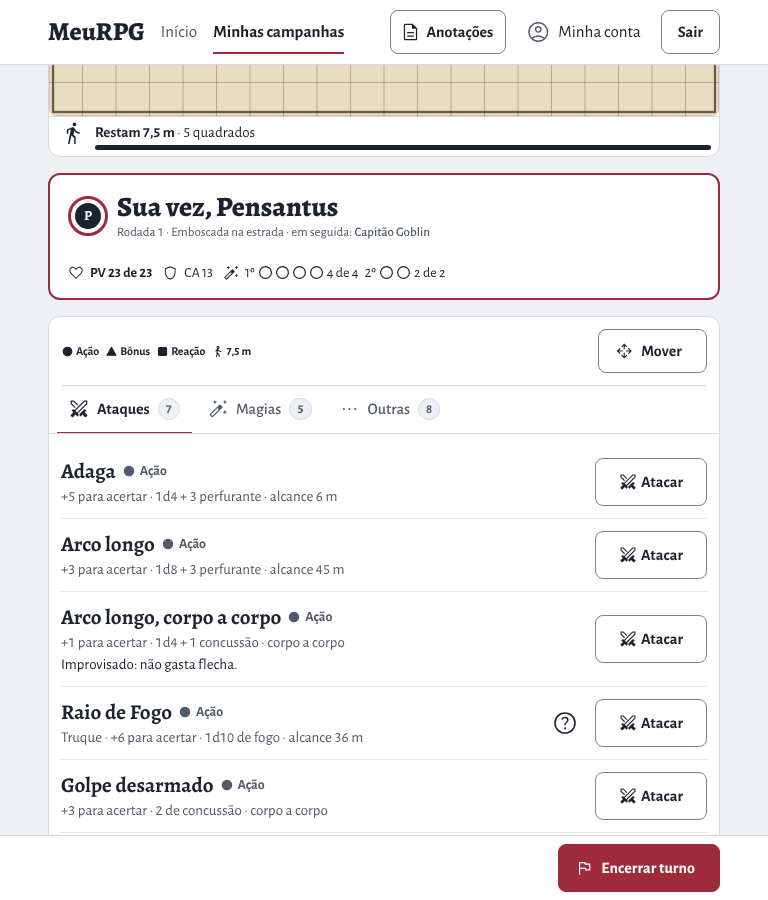 MeuRPG Início Minhas campanhas Anotações Minha conta Sair
Restam 7,5 m · 5 quadrados
P
Sua vez, Pensantus
Rodada 1 · Emboscada na estrada · em seguida: Capitão Goblin
PV 23 de 23 CA 13 1º 4 de 4 2º 2 de 2
Ação Bônus Reação 7,5 m Mover
Ataques 7 Magias 5 Outras 8
Adaga Ação
+5 para acertar · 1d4 + 3 perfurante · alcance 6 m
Atacar
Arco longo Ação
+3 para acertar · 1d8 + 3 perfurante · alcance 45 m
Atacar
Arco longo, corpo a corpo Ação
+1 para acertar · 1d4 + 1 concussão · corpo a corpo
Improvisado: não gasta flecha.
Atacar
Raio de Fogo Ação
Truque · +6 para acertar · 1d10 de fogo · alcance 36 m
? Atacar
Golpe desarmado Ação
+3 para acertar · 2 de concussão · corpo a corpo
Atacar
Encerrar turno